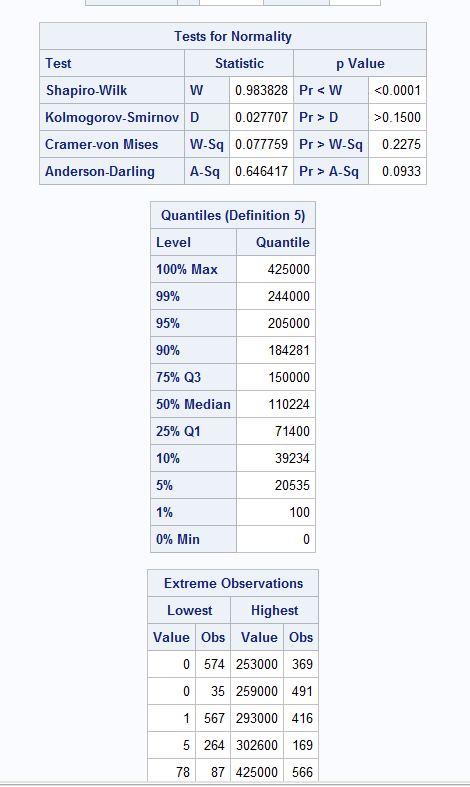 Tests for Normality
Test Statistic p Value
Shapiro-Wilk W 0.983828 Pr < W <0.0001
Kolmogorov-Smirnov D 0.027707 Pr > D >0.1500
Cramer-von Mises W-Sq 0.077759 Pr > W-Sq 0.2275
Anderson-Darling A-Sq 0.646417 Pr > A-Sq 0.0933
Quantiles (Definition 5)
Level Quantile
100% Max 425000
99% 244000
95% 205000
90% 184281
75% Q3 150000
50% Median 110224
25% Q1 71400
10% 39234
5% 20535
1% 100
0% Min 0
Extreme Observations
Lowest Highest
Value Obs Value Obs
0 574 253000 369
0 35 259000 491
1 567 293000 416
5 264 302600 169
78 87 425000 566